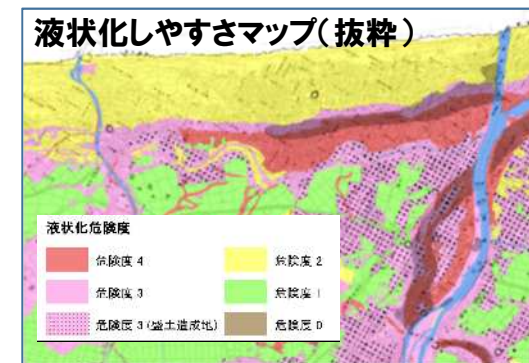 液状化しやすさマップ(抜粋)
液状化危険度
危険度 4
危険度 2
危険度 3
危険度 1
危険度 3 (盛土造成地)
危険度 0